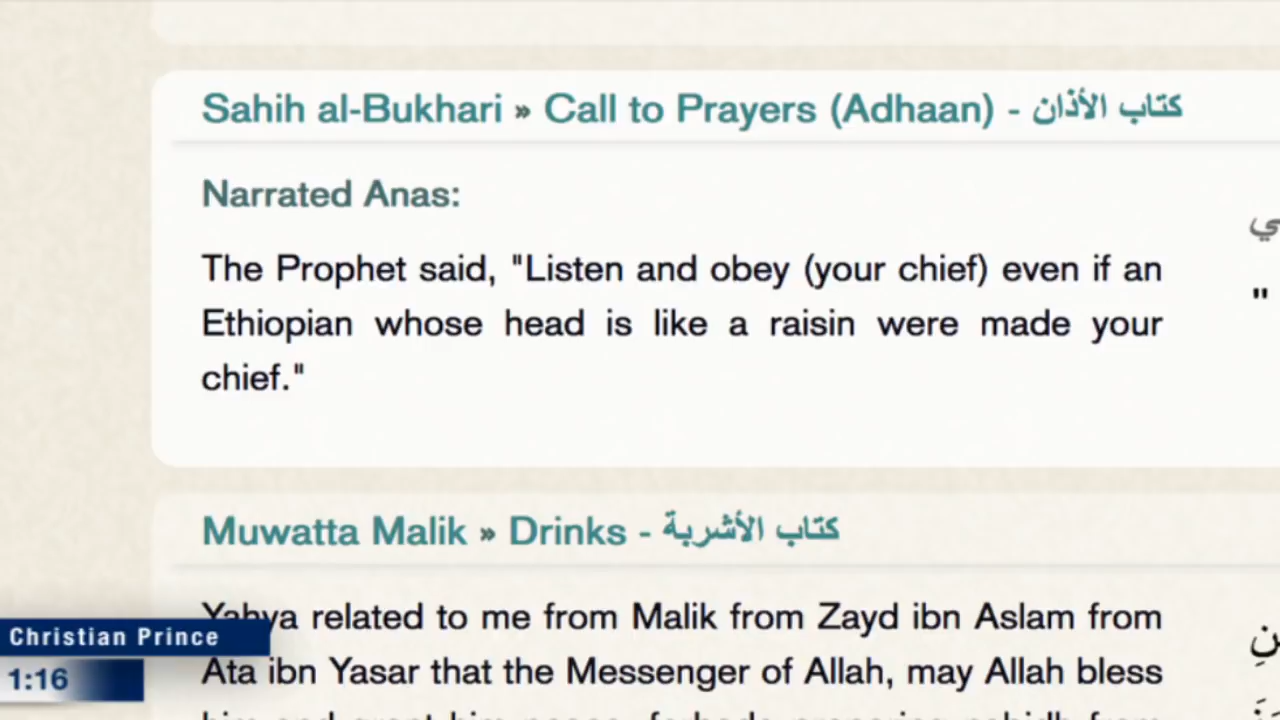 Sahih al-Bukhari » Call to Prayers (Adhaan) - كتاب الأذان
Narrated Anas:
The Prophet said, "Listen and obey (your chief) even if an
Ethiopian whose head is like a raisin were made your
chief."
"
Muwatta Malik » Drinks - كتاب الأشربة
Yahya related to me from Malik from Zayd ibn Aslam from
Ata ibn Yasar that the Messenger of Allah, may Allah bless
Christian Prince
1:16